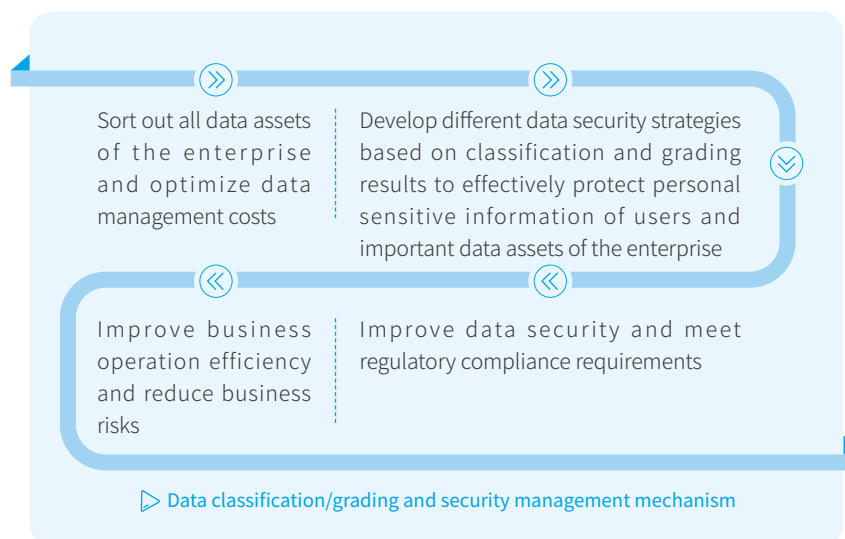 Sort out all data assets
of the enterprise
and optimize data
management costs
Develop different data security strategies
based on classification and grading
results to effectively protect personal
sensitive information of users and
important data assets of the enterprise
Improve business
operation efficiency
and reduce business
risks
Improve data security and meet
regulatory compliance requirements
Data classification/grading and security management mechanism